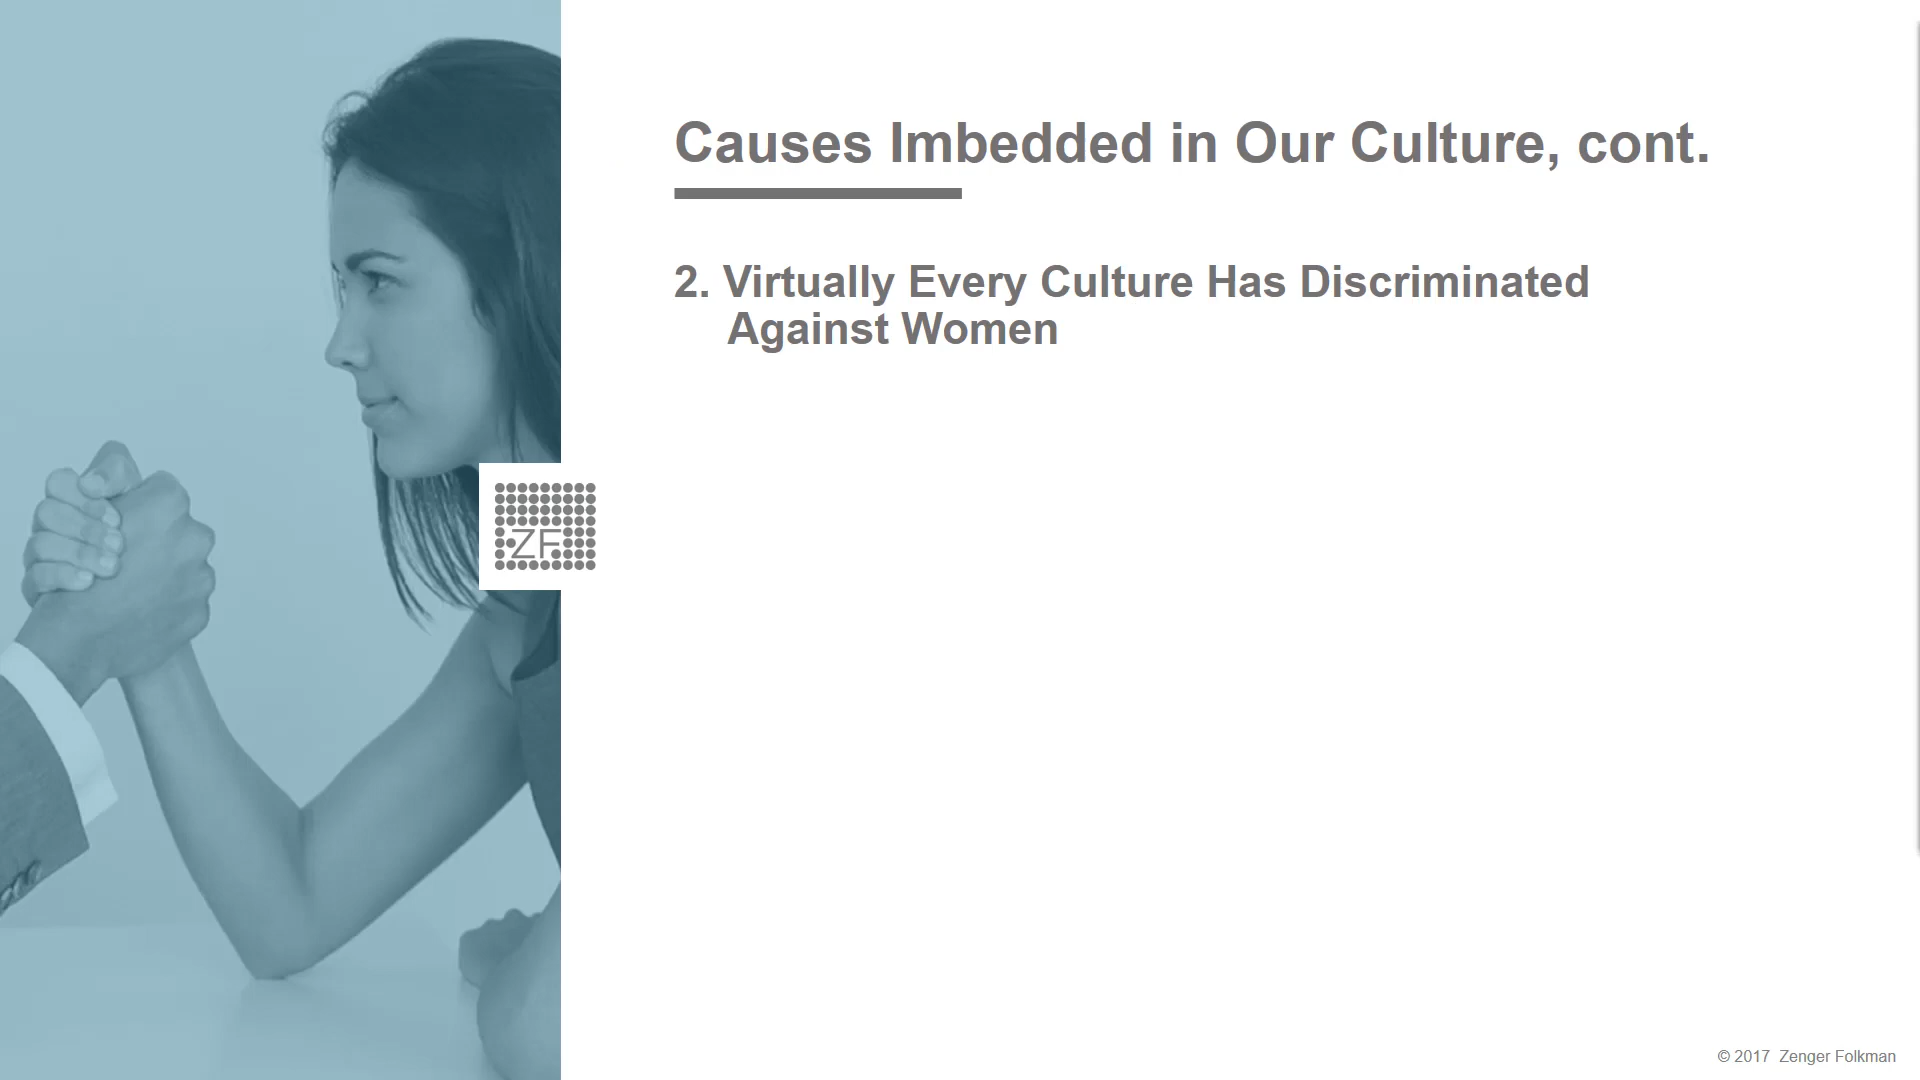 Causes Imbedded in Our Culture, cont.
2. Virtually Every Culture Has Discriminated
Against Women
ZF
© 2017 Zenger Folkman